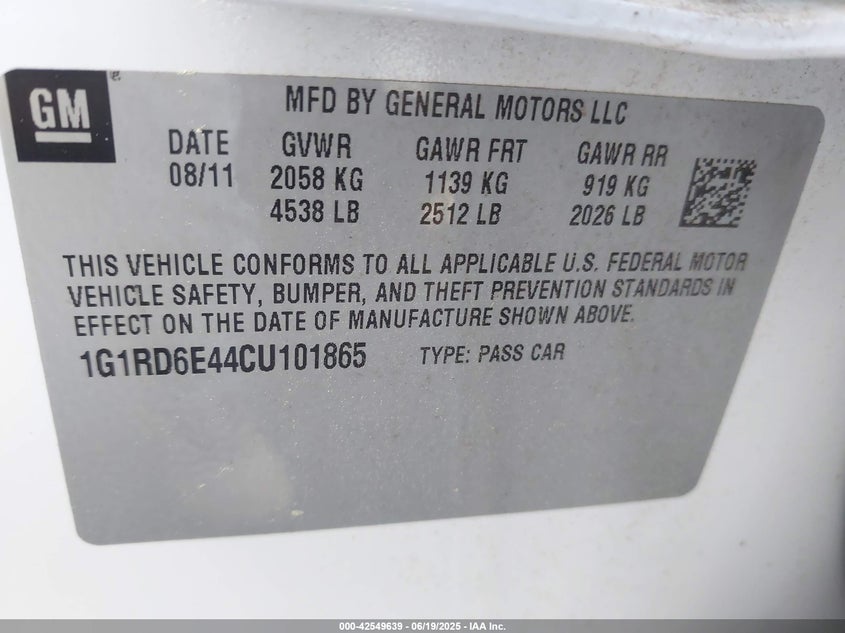 GM
MFD BY GENERAL MOTORS LLC
DATE GVWR GAWR FRT GAWR RR
08/11 2058 KG 1139 KG 919 KG
4538 LB 2512 LB 2026 LB
THIS VEHICLE CONFORMS TO ALL APPLICABLE U.S. FEDERAL MOTOR
VEHICLE SAFETY, BUMPER, AND THEFT PREVENTION STANDARDS IN
EFFECT ON THE DATE OF MANUFACTURE SHOWN ABOVE.
1G1RD6E44CU101865 TYPE: PASS CAR
000-42549639 - 06/19/2025 - IAA Inc.